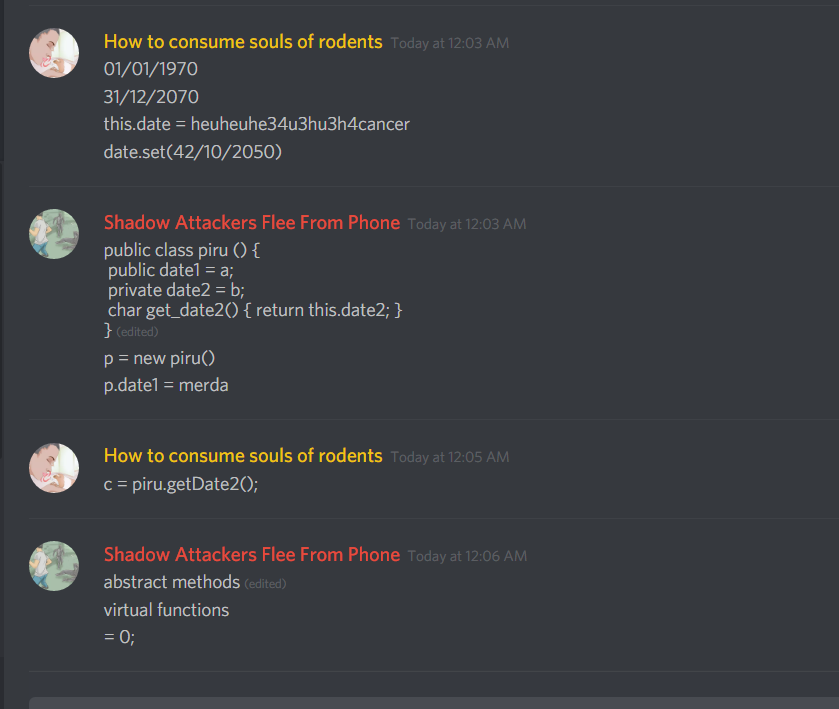 How to consume souls of rodents Today at 12:03 AM
01/01/1970
31/12/2070
this.date = heuheuhe34u3hu3h4cancer
date.set(42/10/2050)
Shadow Attackers Flee From Phone Today at 12:03 AM
public class piru () {
public date1 = a;
private date2 = b;
char get_date2() { return this.date2; }
} (edited)
p = new piru()
p.date1 = merda
How to consume souls of rodents Today at 12:05 AM
c = piru.getDate2();
Shadow Attackers Flee From Phone Today at 12:06 AM
abstract methods (edited)
virtual functions
= 0;